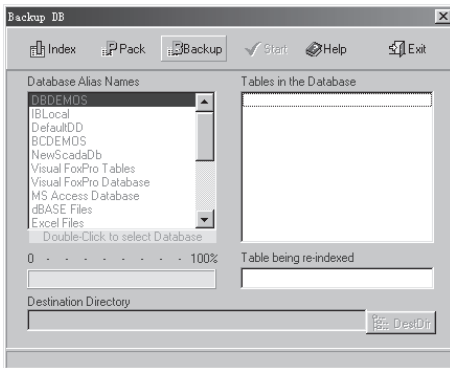 Backup DB
Index Pack Backup Start Help Exit
Database Alias Names
DBDEMOS
IBLocal
DefaultDD
BCDEMOS
NewScadaDb
Visual FoxPro Tables
Visual FoxPro Database
MS Access Database
dBASE Files
Excel Files
Double-Click to select Database
0 - - - - - - - - 100%
Tables in the Database
Table being re-indexed
Destination Directory
DestDir